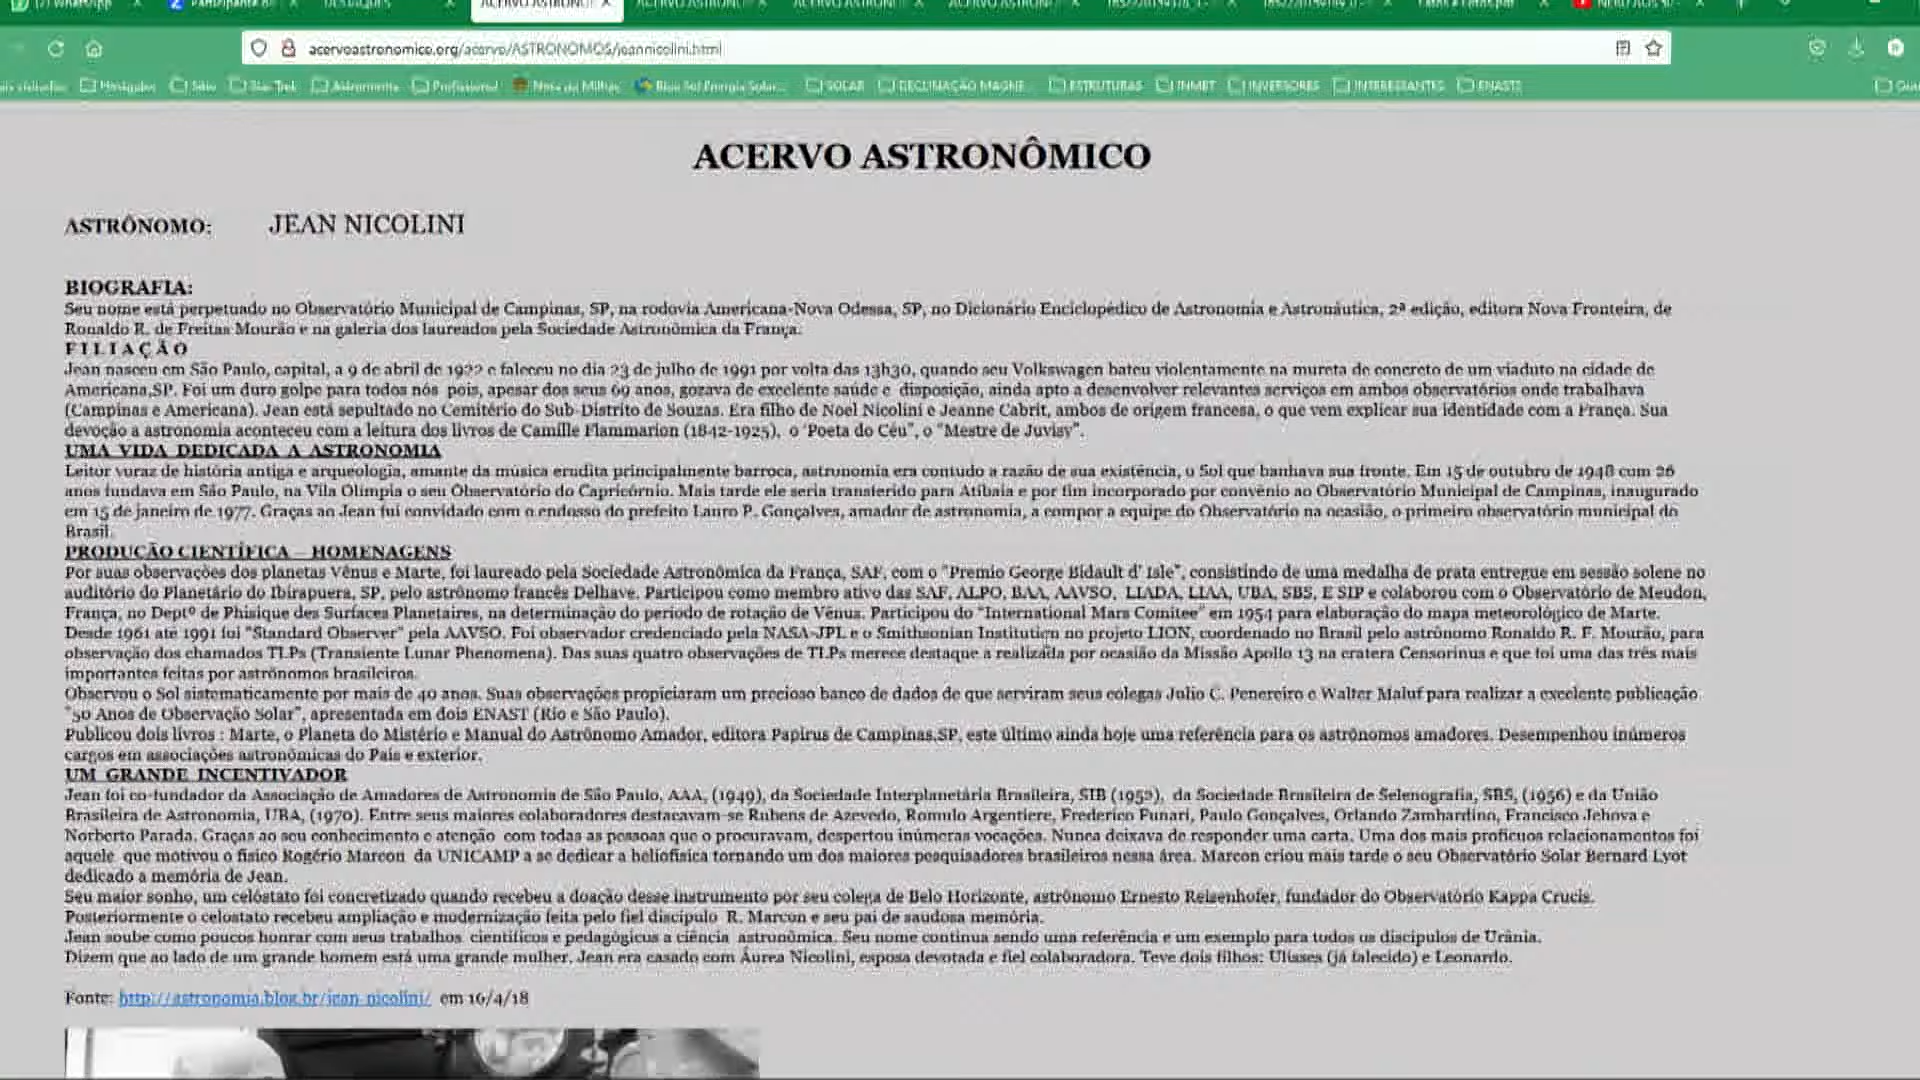 (2) WhatsApp
Participante
DESTAQUES
acervoastronomico.org/acervo/ASTRONOMOS/jeannicolini.html
Sítio
Star Trek
Astronomia
Profissional
Blue Sol Energia Solar...
SOLAR
DECLINAÇÃO MAGNE...
ESTRUTURAS
INMET
INVERSORES
INTERESSANTES
ENASTS
ACERVO ASTRONÔMICO
ASTRÔNOMO: JEAN NICOLINI
BIOGRAFIA:
Seu nome está perpetuado no Observatório Municipal de Campinas, SP, na rodovia Americana-Nova Odessa, SP, no Dicionário Enciclopédico de Astronomia e Astronáutica, 2ª edição, editora Nova Fronteira, de
Ronaldo R. de Freitas Mourão e na galeria dos laureados pela Sociedade Astronômica da França.
F I L I A Ç Ã O
Jean nasceu em São Paulo, capital, a 9 de abril de 1922 e faleceu no dia 23 de julho de 1991 por volta das 13h30, quando seu Volkswagen bateu violentamente na mureta de concreto de um viaduto na cidade de
Americana,SP. Foi um duro golpe para todos nós pois, apesar dos seus 69 anos, gozava de excelente saúde e disposição, ainda apto a desenvolver relevantes serviços em ambos observatórios onde trabalhava
(Campinas e Americana). Jean está sepultado no Cemitério do Sub-Distrito de Souzas. Era filho de Noel Nicolini e Jeanne Cabrit, ambos de origem francesa, o que vem explicar sua identidade com a França. Sua
devoção a astronomia aconteceu com a leitura dos livros de Camille Flammarion (1842-1925), o "Poeta do Céu", o "Mestre de Juvisy".
UMA VIDA DEDICADA A ASTRONOMIA
Leitor voraz de história antiga e arqueologia, amante da música erudita principalmente barroca, astronomia era contudo a razão de sua existência, o Sol que banhava sua fronte. Em 15 de outubro de 1948 com 26
anos fundava em São Paulo, na Vila Olimpia o seu Observatório do Capricórnio. Mais tarde ele seria transferido para Atibaia e por fim incorporado por convênio ao Observatório Municipal de Campinas, inaugurado
em 15 de janeiro de 1977. Graças ao Jean fui convidado com o endosso do prefeito Lauro P. Gonçalves, amador de astronomia, a compor a equipe do Observatório na ocasião, o primeiro observatório municipal do
Brasil.
PRODUÇÃO CIENTÍFICA – HOMENAGENS
Por suas observações dos planetas Vênus e Marte, foi laureado pela Sociedade Astronômica da França, SAF, com o "Premio George Bidault d' Isle", consistindo de uma medalha de prata entregue em sessão solene no
auditório do Planetário do Ibirapuera, SP, pelo astrônomo francês Delhave. Participou como membro ativo das SAF, ALPO, BAA, AAVSO, LIADA, LIAA, UBA, SBS, E SIP e colaborou com o Observatório de Meudon,
França, no Deptº de Phisique des Surfaces Planetaires, na determinação do período de rotação de Vênus. Participou do "International Mars Comitee" em 1954 para elaboração do mapa meteorológico de Marte.
Desde 1961 até 1991 foi "Standard Observer" pela AAVSO. Foi observador credenciado pela NASA-JPL e o Smithsonian Institution no projeto LION, coordenado no Brasil pelo astrônomo Ronaldo R. F. Mourão, para
observação dos chamados TLPs (Transiente Lunar Phenomena). Das suas quatro observações de TLPs merece destaque a realizada por ocasião da Missão Apollo 13 na cratera Censorinus e que foi uma das três mais
importantes feitas por astrônomos brasileiros.
Observou o Sol sistematicamente por mais de 40 anos. Suas observações propiciaram um precioso banco de dados de que serviram seus colegas Julio C. Penereiro e Walter Maluf para realizar a excelente publicação
"50 Anos de Observação Solar", apresentada em dois ENAST (Rio e São Paulo).
Publicou dois livros : Marte, o Planeta do Mistério e Manual do Astrônomo Amador, editora Papirus de Campinas,SP, este último ainda hoje uma referência para os astrônomos amadores. Desempenhou inúmeros
cargos em associações astronômicas do País e exterior.
UM GRANDE INCENTIVADOR
Jean foi co-fundador da Associação de Amadores de Astronomia de São Paulo, AAA, (1949), da Sociedade Interplanetária Brasileira, SIB (1952), da Sociedade Brasileira de Selenografia, SBS, (1956) e da União
Brasileira de Astronomia, UBA, (1970). Entre seus maiores colaboradores destacavam-se Rubens de Azevedo, Romulo Argentiere, Frederico Funari, Paulo Gonçalves, Orlando Zambardino, Francisco Jehova e
Norberto Parada. Graças ao seu conhecimento e atenção com todas as pessoas que o procuravam, despertou inúmeras vocações. Nunca deixava de responder uma carta. Uma dos mais profícuos relacionamentos foi
aquele que motivou o físico Rogério Marcon da UNICAMP a se dedicar a heliofísica tornando um dos maiores pesquisadores brasileiros nessa área. Marcon criou mais tarde o seu Observatório Solar Bernard Lyot
dedicado a memória de Jean.
Seu maior sonho, um celóstato foi concretizado quando recebeu a doação desse instrumento por seu colega de Belo Horizonte, astrônomo Ernesto Reisenhofer, fundador do Observatório Kappa Crucis.
Posteriormente o celostato recebeu ampliação e modernização feita pelo fiel discípulo R. Marcon e seu pai de saudosa memória.
Jean soube como poucos honrar com seus trabalhos científicos e pedagógicos a ciência astronômica. Seu nome continua sendo uma referência e um exemplo para todos os discípulos de Urânia.
Dizem que ao lado de um grande homem está uma grande mulher. Jean era casado com Áurea Nicolini, esposa devotada e fiel colaboradora. Teve dois filhos: Ulisses (já falecido) e Leonardo.
Fonte: http://astronomia.blog.br/jean-nicolini/ em 16/4/18